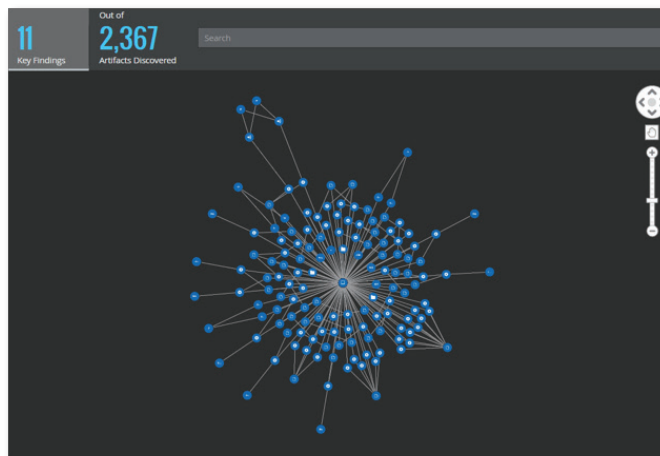 11
Key Findings
Out of
2,367
Artifacts Discovered
Search